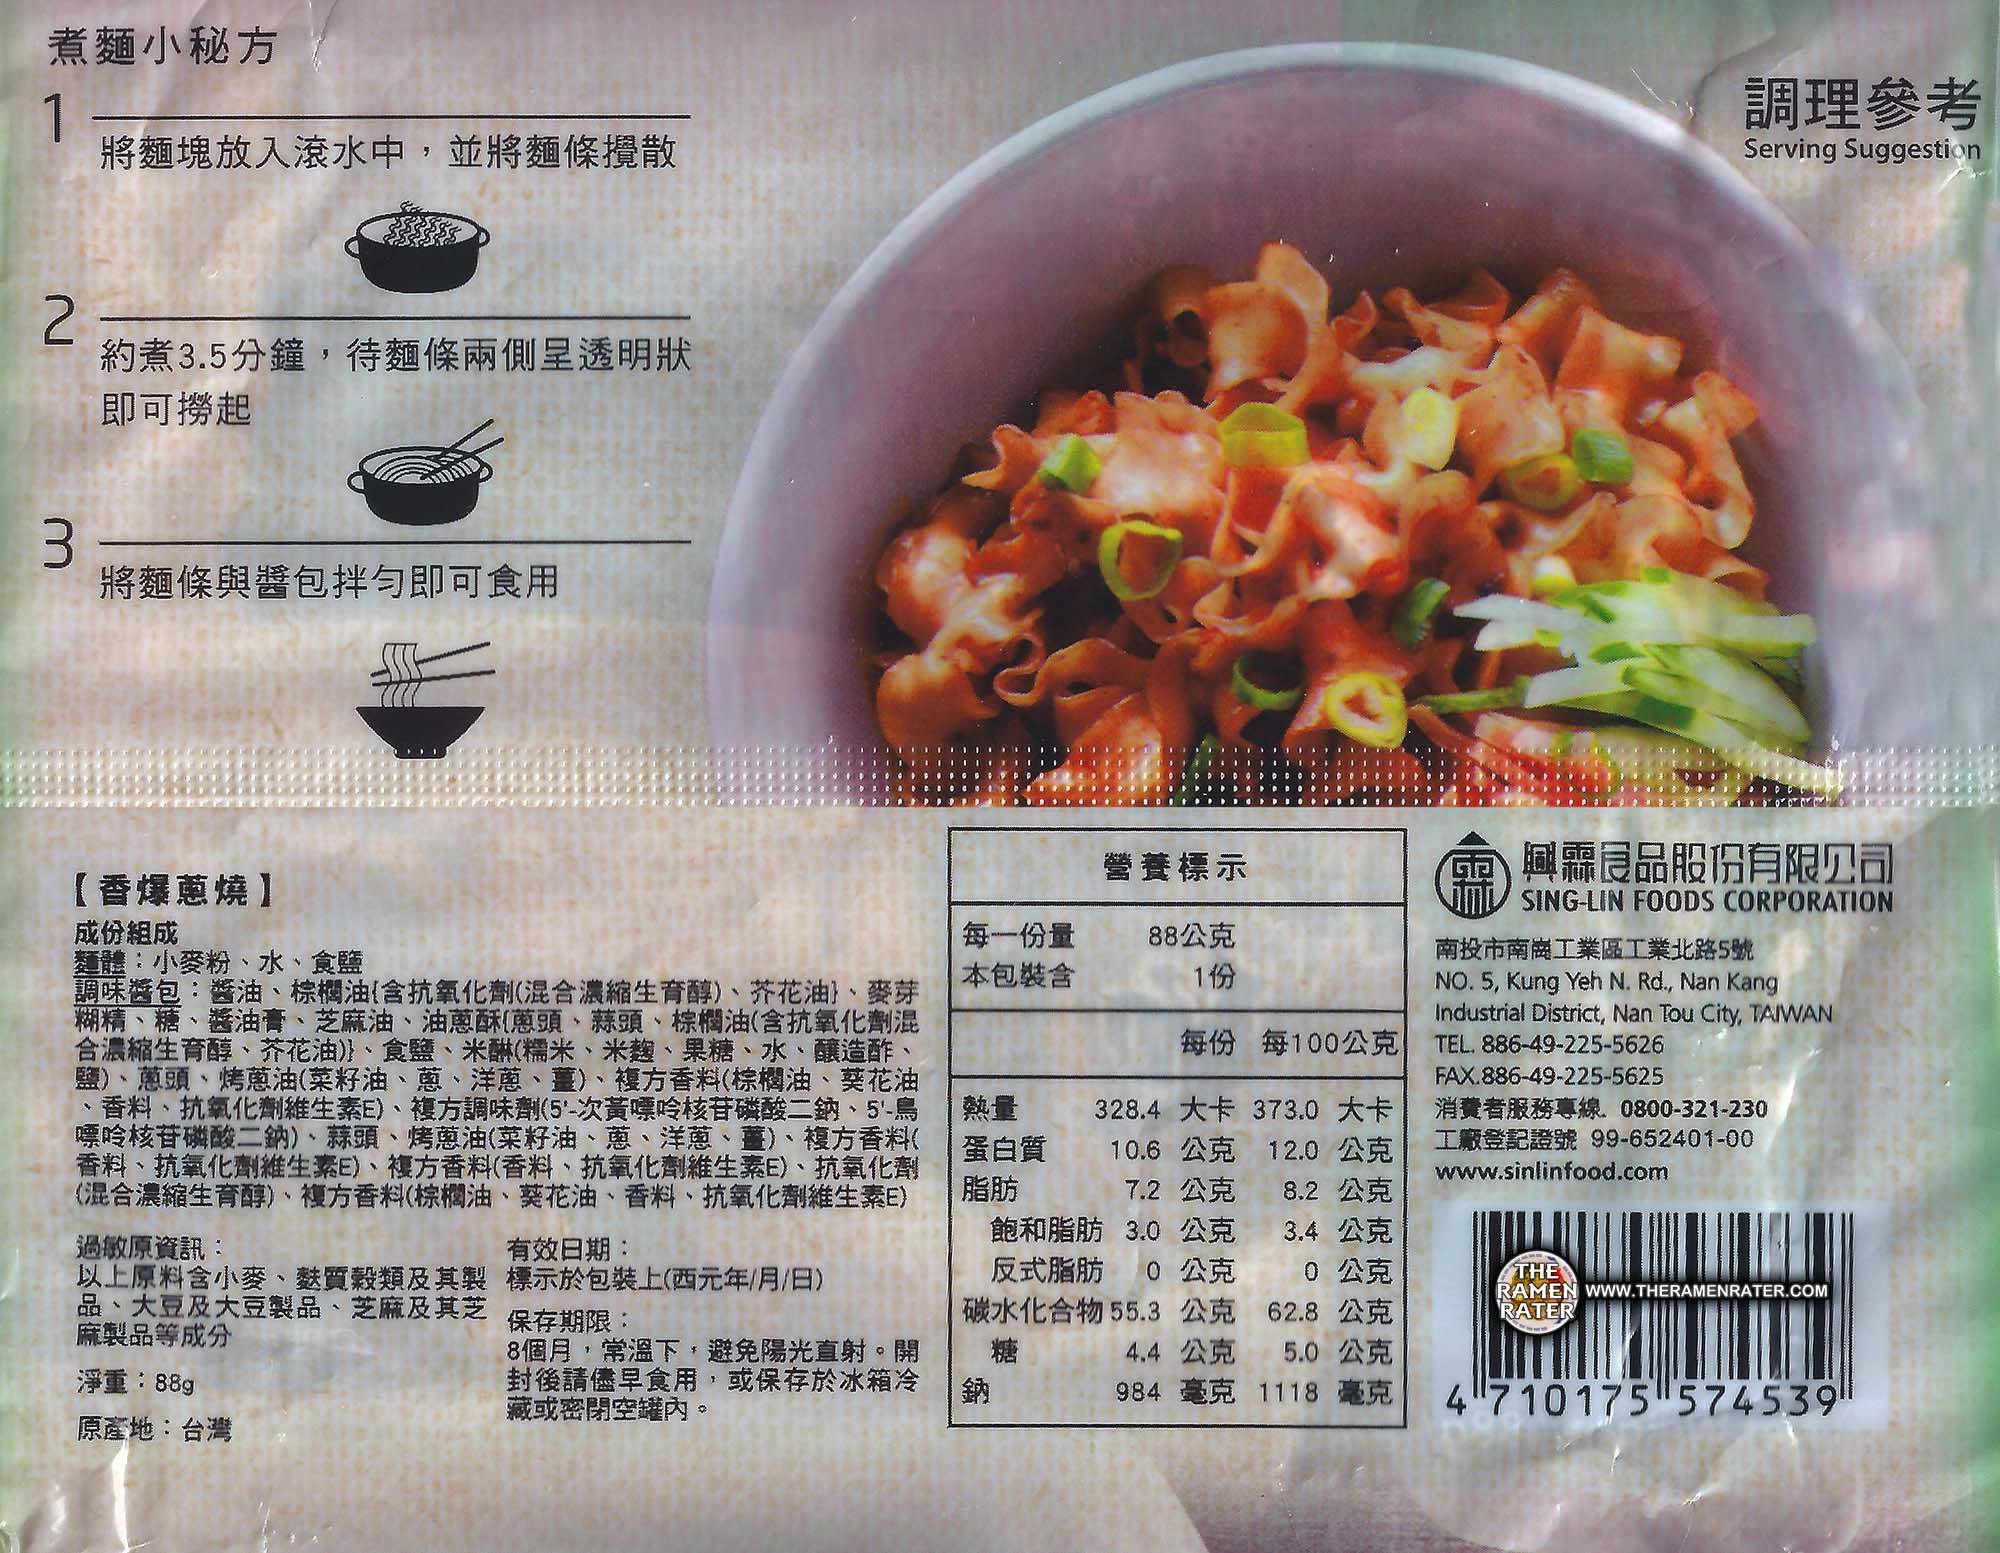 煮麵小秘方
1
將麵塊放入滾水中，並將麵條攪散
2
約煮3.5分鐘，待麵條兩側呈透明狀
即可撈起
3
將麵條與醬包拌勻即可食用
調理參考
Serving Suggestion
【香爆蔥燒】
成份組成
麵體：小麥粉、水、食鹽
調味醬包：醬油、棕櫚油{含抗氧化劑(混合濃縮生育醇)、芥花油}、麥芽
糊精、糖、醬油膏、芝麻油、油蔥酥{蔥頭、蒜頭、棕櫚油(含抗氧化劑混
合濃縮生育醇、芥花油)}、食鹽、米醂(糯米、米麴、果糖、水、釀造酢、
鹽)、蔥頭、烤蔥油(菜籽油、蔥、洋蔥、薑)、複方香料(棕櫚油、葵花油
、香料、抗氧化劑維生素E)、複方調味劑(5'-次黃嘌呤核苷磷酸二鈉、5'-鳥
嘌呤核苷磷酸二鈉)、蒜頭、烤蔥油(菜籽油、蔥、洋蔥、薑)、複方香料(
香料、抗氧化劑維生素E)、複方香料(香料、抗氧化劑維生素E)、抗氧化劑
(混合濃縮生育醇)、複方香料(棕櫚油、葵花油、香料、抗氧化劑維生素E)
過敏原資訊：
以上原料含小麥、麩質穀類及其製
品、大豆及大豆製品、芝麻及其芝
麻製品等成分
淨重：88g
原產地：台灣
有效日期：
標示於包裝上(西元年/月/日)
保存期限：
8個月，常溫下，避免陽光直射。開
封後請儘早食用，或保存於冰箱冷
藏或密閉空罐內。
營養標示
每一份量 88公克
本包裝含 1份
每份 每100公克
熱量 328.4 大卡 373.0 大卡
蛋白質 10.6 公克 12.0 公克
脂肪 7.2 公克 8.2 公克
飽和脂肪 3.0 公克 3.4 公克
反式脂肪 0 公克 0 公克
碳水化合物 55.3 公克 62.8 公克
糖 4.4 公克 5.0 公克
鈉 984 毫克 1118 毫克
霖 興霖食品股份有限公司
SING-LIN FOODS CORPORATION
南投市南崗工業區工業北路5號
NO. 5, Kung Yeh N. Rd., Nan Kang
Industrial District, Nan Tou City, TAIWAN
TEL. 886-49-225-5626
FAX.886-49-225-5625
消費者服務專線. 0800-321-230
工廠登記證號 99-652401-00
www.sinlinfood.com
THE
RAMEN
RATER
WWW.THERAMENRATER.COM
4 710175 574539